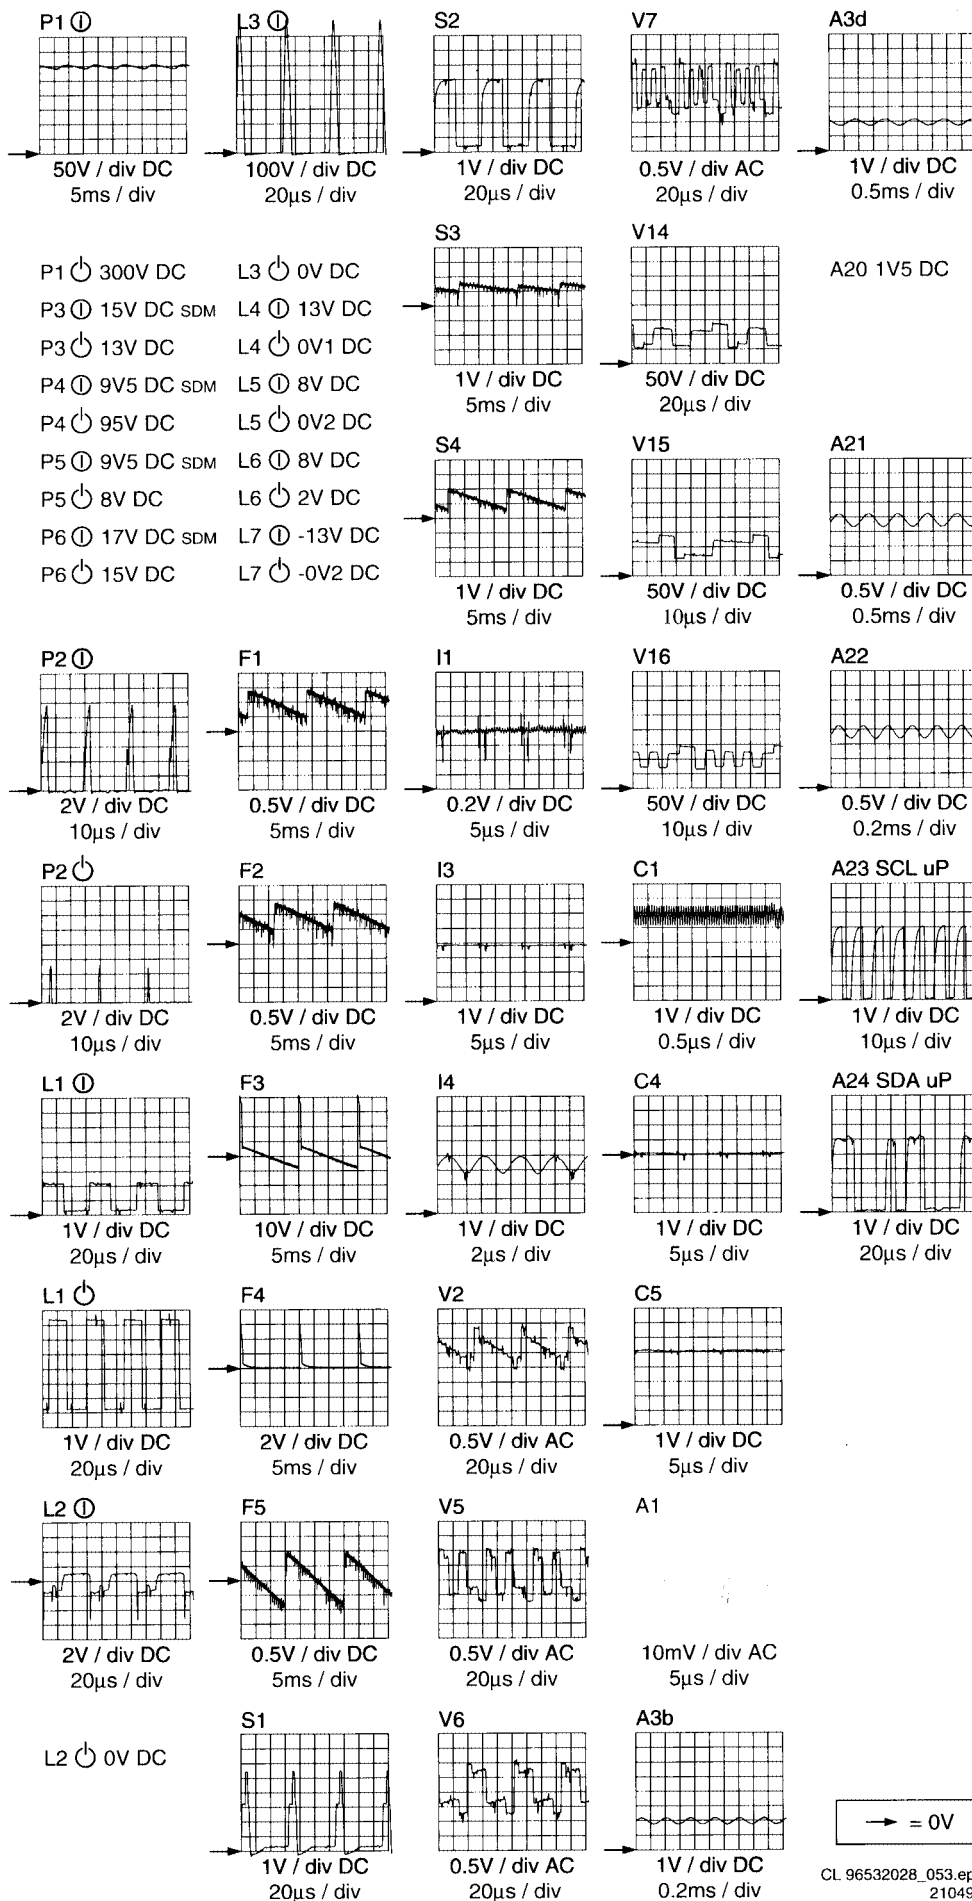 P1 L3 S2 V7 A3d
50V / div DC 100V / div DC 1V / div DC 0.5V / div AC 1V / div DC
5ms / div 20µs / div 20µs / div 20µs / div 0.5ms / div
S3 V14
P1 300V DC L3 0V DC A20 1V5 DC
P3 15V DC SDM L4 13V DC
P3 13V DC L4 0V1 DC
1V / div DC 50V / div DC
P4 9V5 DC SDM L5 8V DC
5ms / div 20µs / div
P4 95V DC L5 0V2 DC
S4 V15 A21
P5 9V5 DC SDM L6 8V DC
P5 8V DC L6 2V DC
P6 17V DC SDM L7 -13V DC
P6 15V DC L7 -0V2 DC
1V / div DC 50V / div DC 0.5V / div DC
5ms / div 10µs / div 0.5ms / div
P2 F1 I1 V16 A22
2V / div DC 0.5V / div DC 0.2V / div DC 50V / div DC 0.5V / div DC
10µs / div 5ms / div 5µs / div 10µs / div 0.2ms / div
P2 F2 I3 C1 A23 SCL uP
2V / div DC 0.5V / div DC 1V / div DC 1V / div DC 1V / div DC
10µs / div 5ms / div 5µs / div 0.5µs / div 10µs / div
L1 F3 I4 C4 A24 SDA uP
1V / div DC 10V / div DC 1V / div DC 1V / div DC 1V / div DC
20µs / div 5ms / div 2µs / div 5µs / div 20µs / div
L1 F4 V2 C5
1V / div DC 2V / div DC 0.5V / div AC 1V / div DC
20µs / div 5ms / div 20µs / div 5µs / div
L2 F5 V5 A1
2V / div DC 0.5V / div DC 0.5V / div AC 10mV / div AC
20µs / div 5ms / div 20µs / div 5µs / div
S1 V6 A3b
L2 0V DC
= 0V
1V / div DC 0.5V / div AC 1V / div DC
20µs / div 20µs / div 0.2ms / div
CL 96532028_053.ep
21049